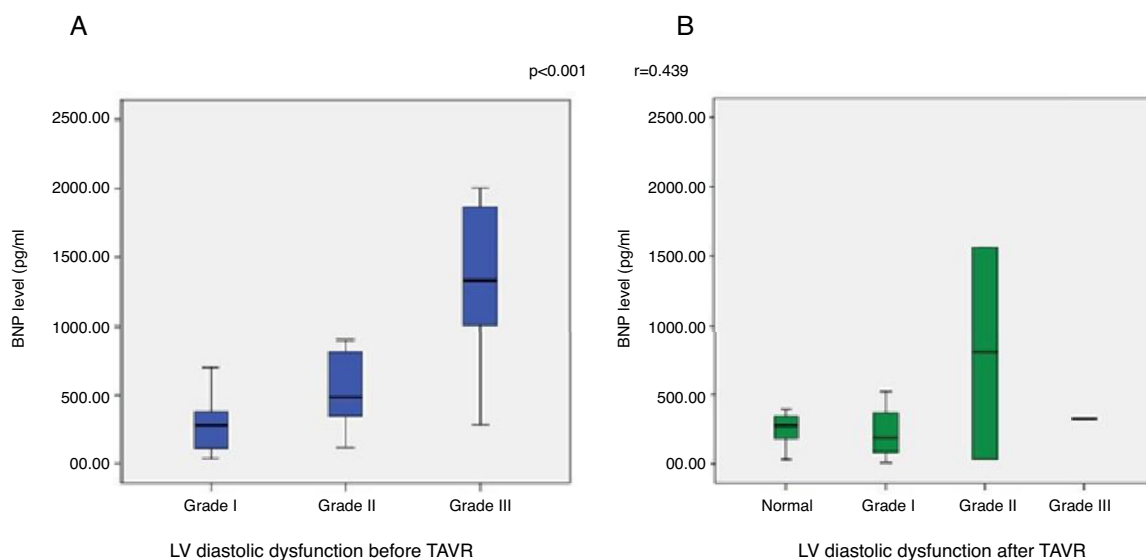 A
B
p<0.001 r=0.439
2500.00
2000.00
1500.00
1000.00
500.00
00.00
BNP level (pg/ml)
Grade I Grade II Grade III
LV diastolic dysfunction before TAVR
2500.00
2000.00
1500.00
1000.00
500.00
00.00
BNP level (pg/ml)
Normal Grade I Grade II Grade III
LV diastolic dysfunction after TAVR